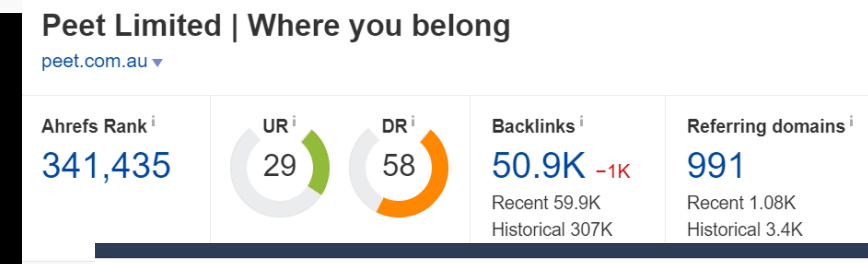 Peet Limited | Where you belong
peet.com.au
Ahrefs Rank i
341,435
UR i
29
DR i
58
Backlinks i
50.9K −1K
Recent 59.9K
Historical 307K
Referring domains i
991
Recent 1.08K
Historical 3.4K